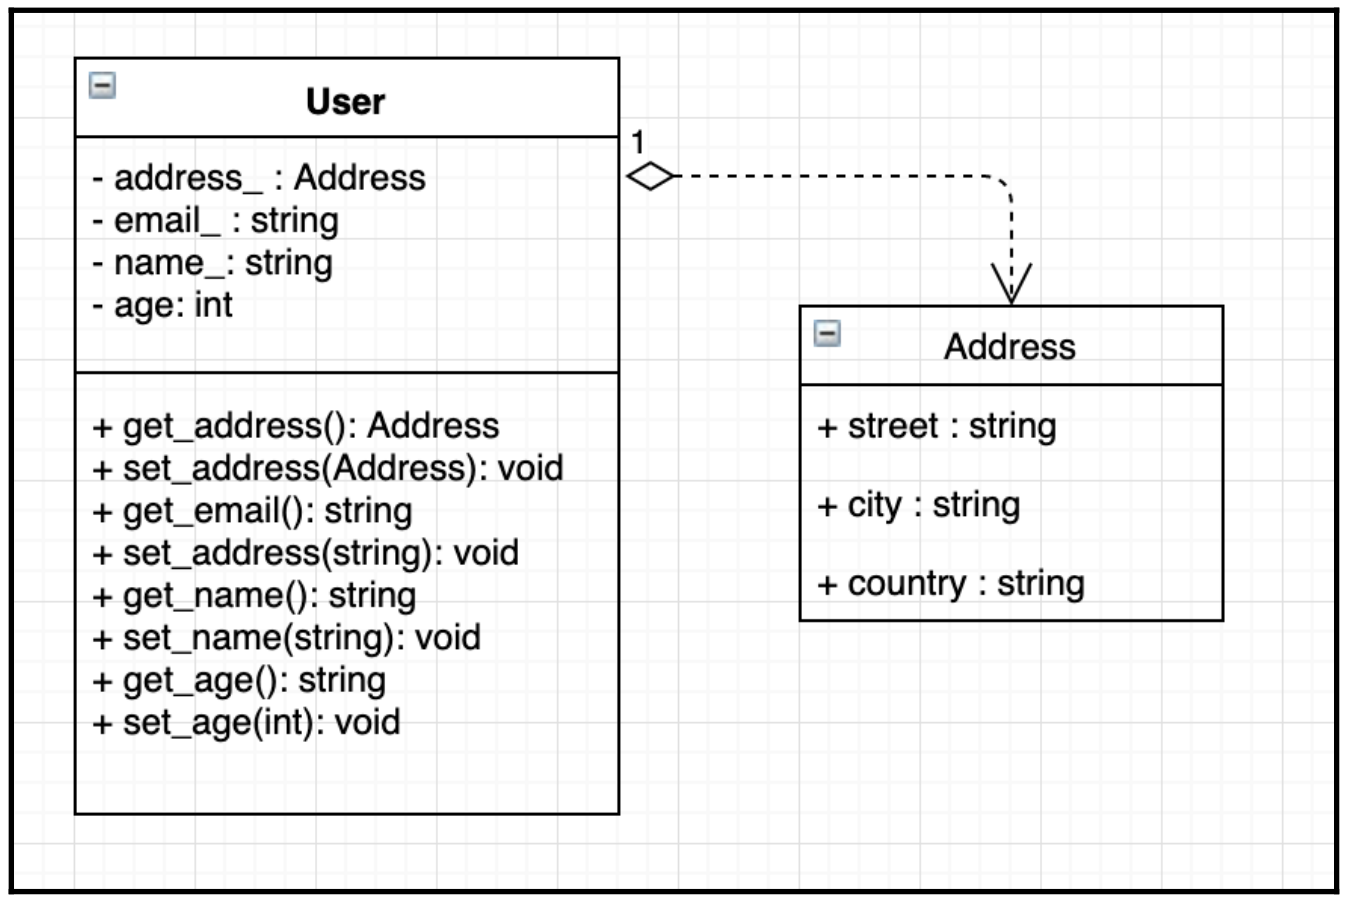 User
- address_ : Address
- email_ : string
- name_: string
- age: int
+ get_address(): Address
+ set_address(Address): void
+ get_email(): string
+ set_address(string): void
+ get_name(): string
+ set_name(string): void
+ get_age(): string
+ set_age(int): void
1
Address
+ street : string
+ city : string
+ country : string